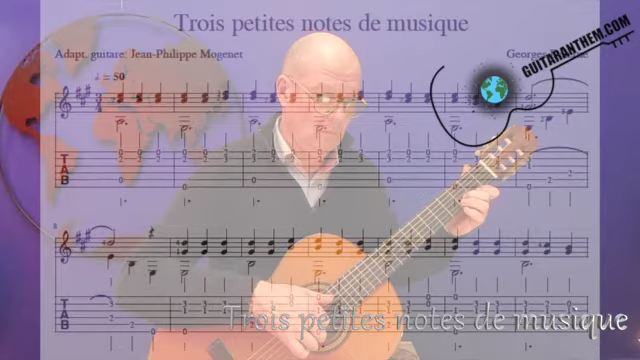 Trois petites notes de musique
Adapt. guitare: Jean-Philippe Mogenet
Georges
GUITARANTHEM.COM
♩ = 50
TAB
TAB
Trois petites notes de musique